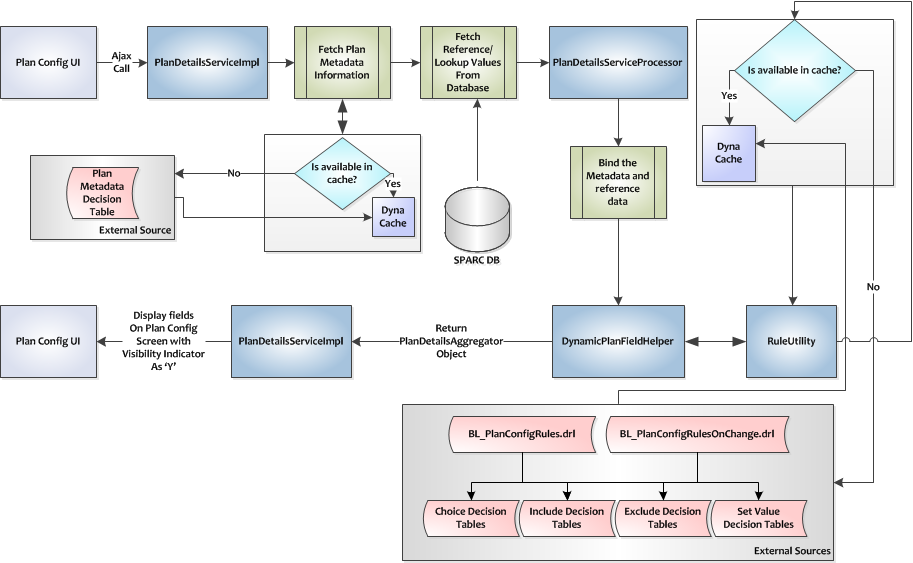 Plan Config UI
Ajax
Call
PlanDetailsServiceImpl
Fetch Plan
Metadata
Information
Fetch
Reference/
Lookup Values
From
Database
PlanDetailsServiceProcessor
Is available in cache?
Yes
Dyna
Cache
No
Plan
Metadata
Decision
Table
External Source
No
Is available in
cache?
Yes
Dyna
Cache
SPARC DB
Bind the
Metadata and
reference
data
Plan Config UI
Display fields
On Plan Config
Screen with
Visibility Indicator
As ‘Y’
PlanDetailsServiceImpl
Return
PlanDetailsAggregator
Object
DynamicPlanFieldHelper
RuleUtility
BL_PlanConfigRules.drl
BL_PlanConfigRulesOnChange.drl
Choice Decision
Tables
Include Decision
Tables
Exclude Decision
Tables
Set Value
Decision Tables
External Sources